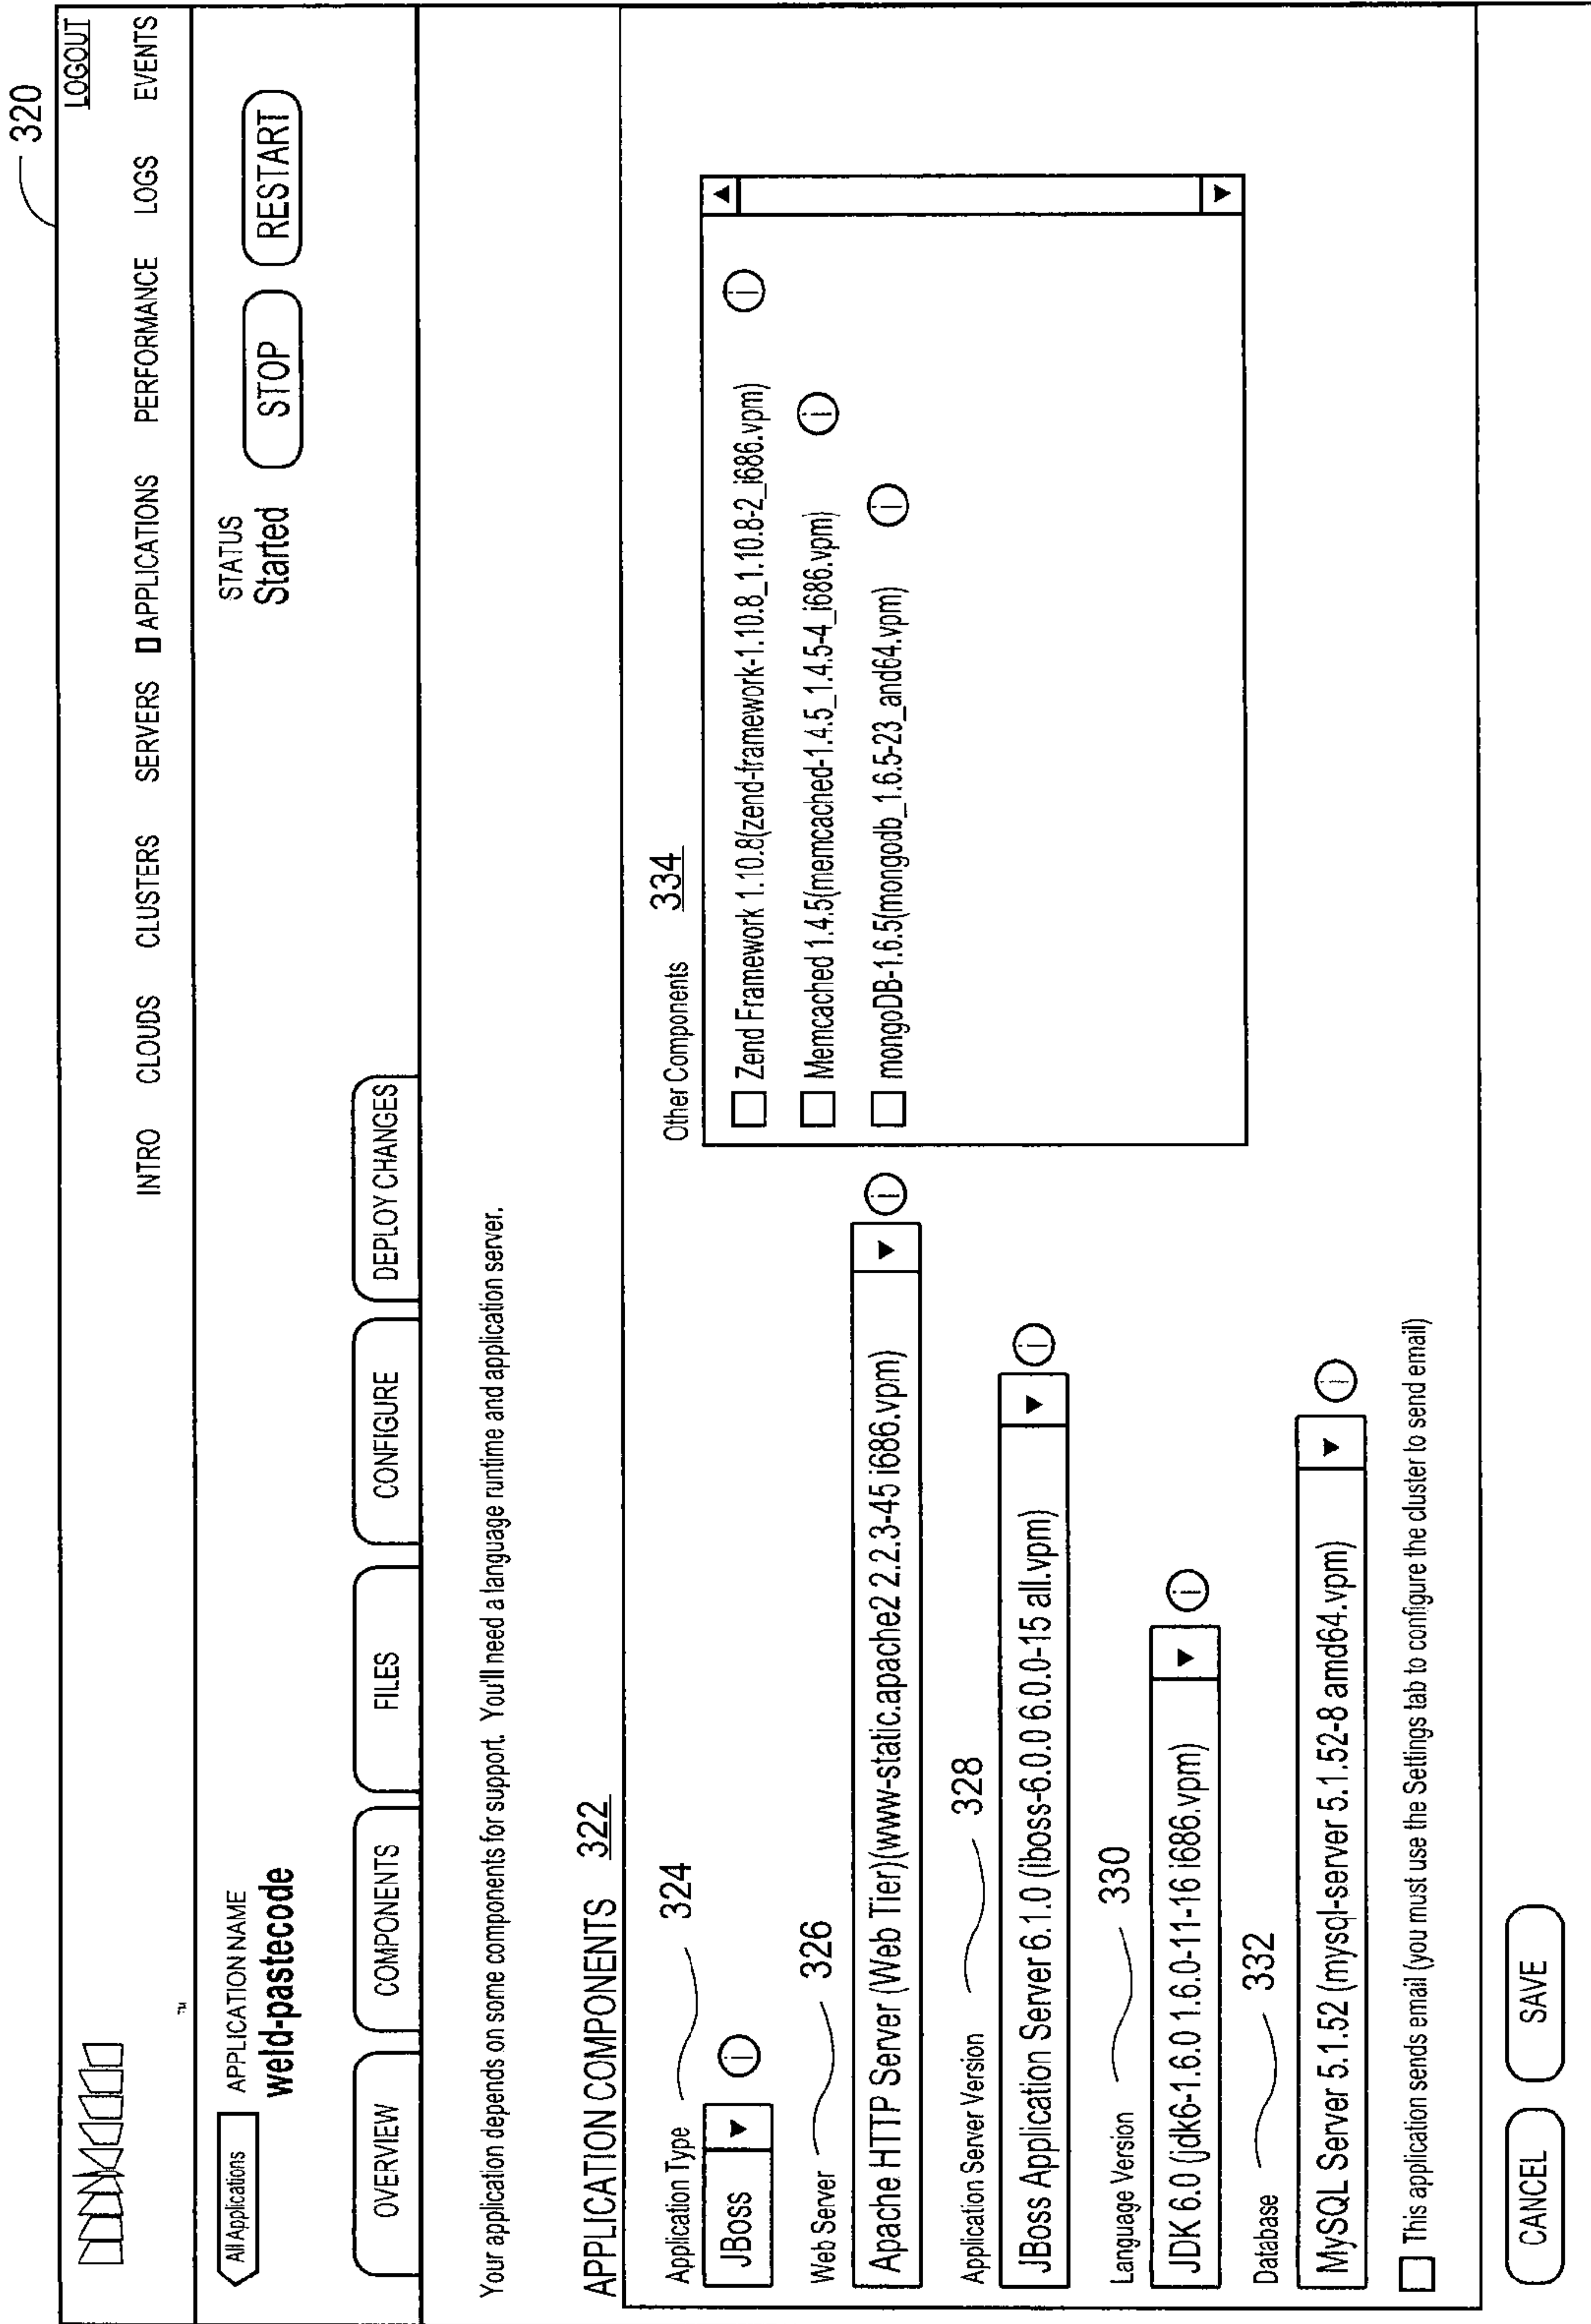 320
LOGOUT
INTRO CLOUDS CLUSTERS SERVERS APPLICATIONS PERFORMANCE LOGS EVENTS
TM
All Applications
APPLICATION NAME
weld-pastecode
STATUS
Started
STOP RESTART
OVERVIEW COMPONENTS FILES CONFIGURE DEPLOY CHANGES
Your application depends on some components for support. You'll need a language runtime and application server.
APPLICATION COMPONENTS 322
Application Type 324
JBoss ▼ i
Web Server 326
Apache HTTP Server (Web Tier)(www-static.apache2 2.2.3-45 i686.vpm) ▼ i
Application Server Version 328
JBoss Application Server 6.1.0 (iboss-6.0.0 6.0.0-15 all.vpm) ▼ i
Language Version 330
JDK 6.0 (jdk6-1.6.0 1.6.0-11-16 i686.vpm) ▼ i
Database 332
MySQL Server 5.1.52 (mysql-server 5.1.52-8 amd64.vpm) ▼ i
This application sends email (you must use the Settings tab to configure the cluster to send email)
Other Components 334
Zend Framework 1.10.8(zend-framework-1.10.8_1.10.8-2_i686.vpm) i
Memcached 1.4.5(memcached-1.4.5_1.4.5-4_i686.vpm) i
mongoDB-1.6.5(mongodb_1.6.5-23_and64.vpm) i
CANCEL SAVE